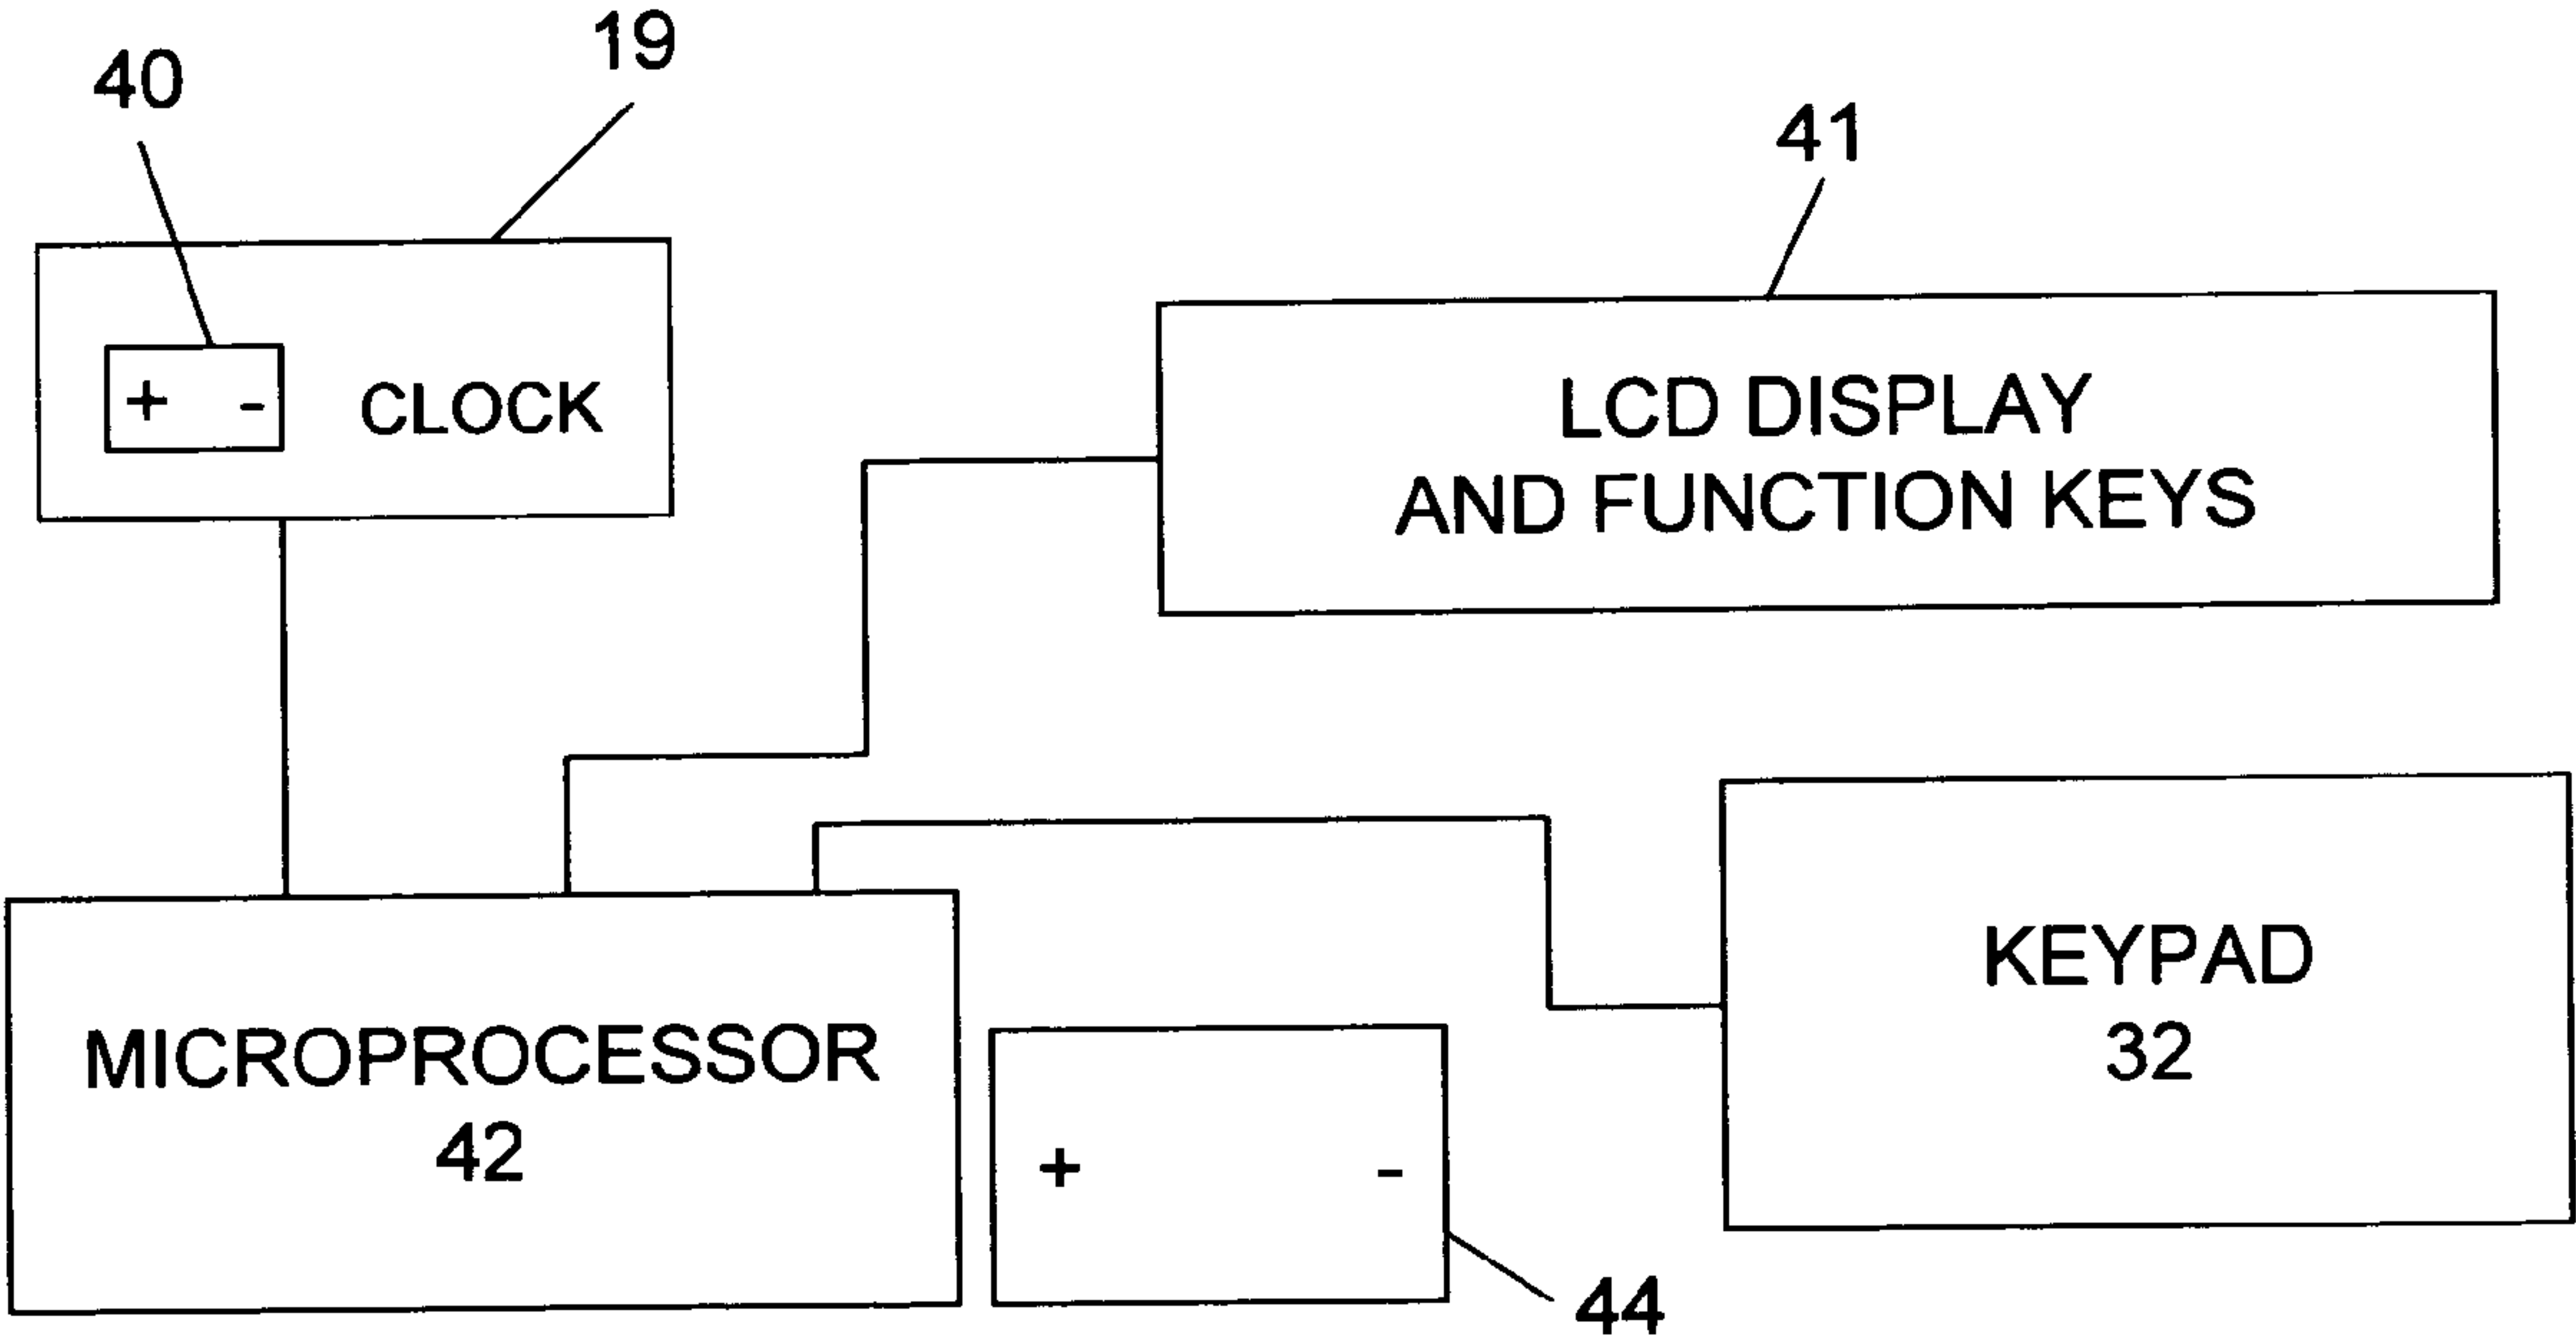 19
40
41
+ - CLOCK
LCD DISPLAY
AND FUNCTION KEYS
KEYPAD
32
MICROPROCESSOR
42
+ -
44